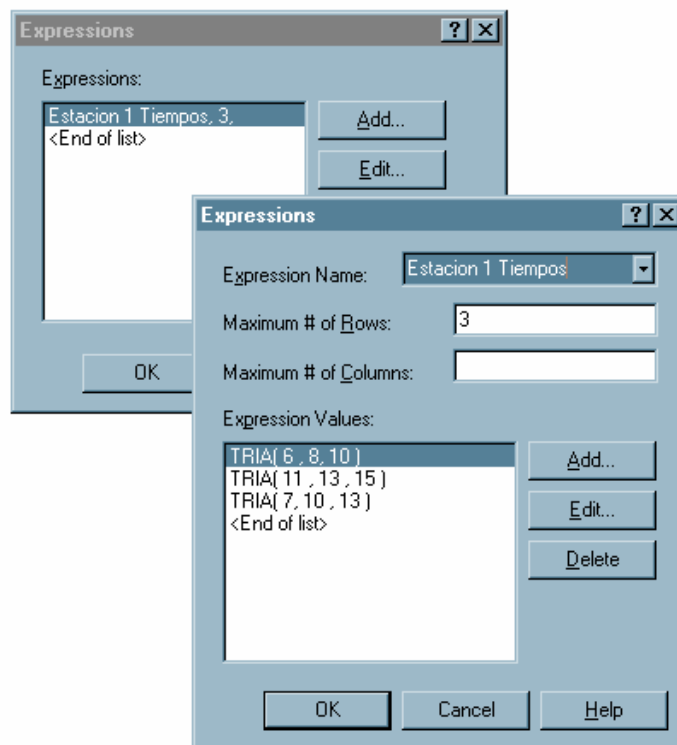 Expressions
Expressions:
Estacion 1 Tiempos, 3,
<End of list>
Add...
Edit...
OK
Expressions
Expression Name:
Estacion 1 Tiempos
Maximum # of Rows:
3
Maximum # of Columns:
Expression Values:
TRIA( 6 , 8, 10 )
TRIA( 11 , 13 , 15 )
TRIA( 7, 10 , 13 )
<End of list>
Add...
Edit...
Delete
OK
Cancel
Help